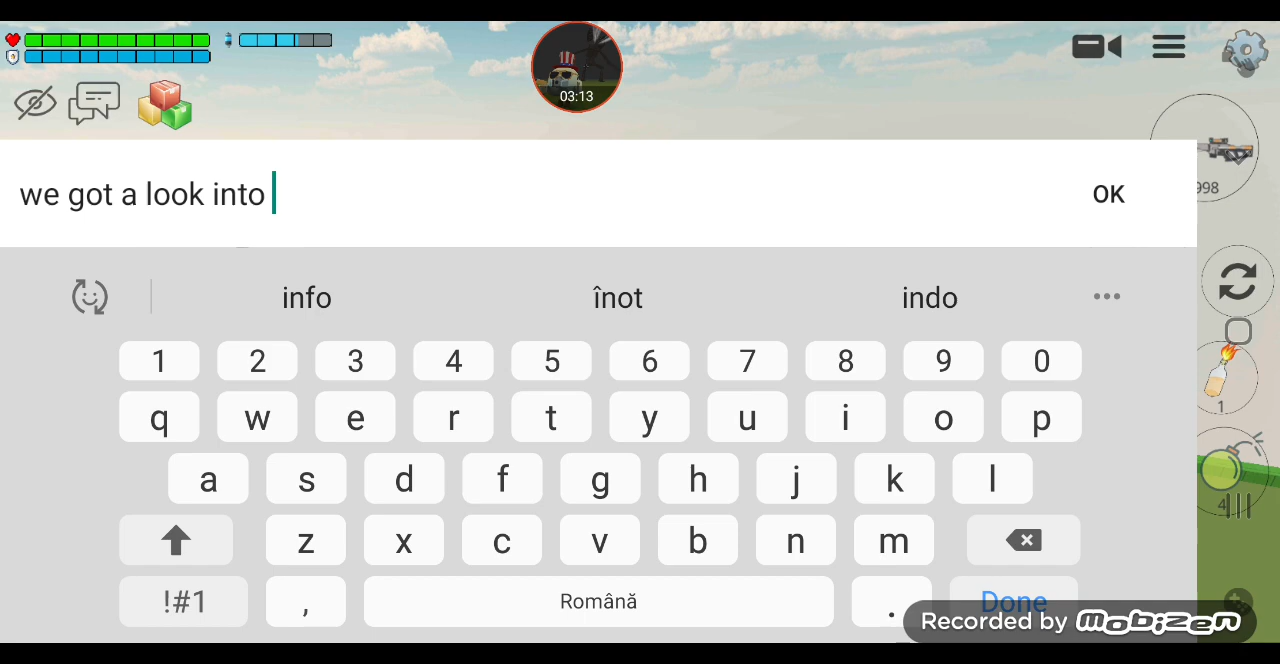 03:13
998
we got a look into
OK
info înot indo
1 2 3 4 5 6 7 8 9 0
q w e r t y u i o p
a s d f g h j k l
1
z x c v b n m
4
!#1 , Română . Done
Recorded by mobizen